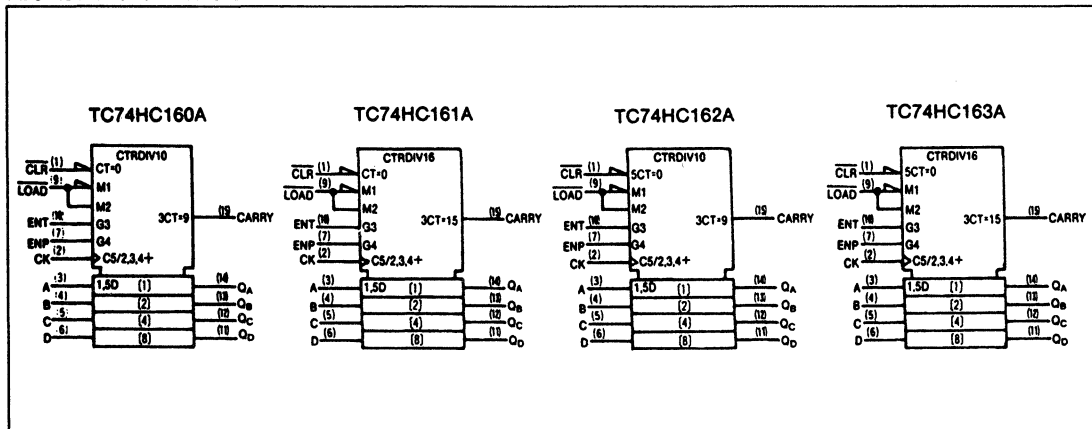 TC74HC160A
CTRDIV10
CLR (1) CT=0
LOAD (9) M1
M2
ENT (10) G3 3CT=9 (15) CARRY
ENP (7) G4
CK (2) C5/2,3,4+
A (3) 1,5D [1] (14) QA
B (4) [2] (13) QB
C (5) [4] (12) QC
D (6) [8] (11) QD
TC74HC161A
CTRDIV16
CLR (1) CT=0
LOAD (9) M1
M2
ENT (10) G3 3CT=15 (15) CARRY
ENP (7) G4
CK (2) C5/2,3,4+
A (3) 1,5D [1] (14) QA
B (4) [2] (13) QB
C (5) [4] (12) QC
D (6) [8] (11) QD
TC74HC162A
CTRDIV10
CLR (1) 5CT=0
LOAD (9) M1
M2
ENT (10) G3 3CT=9 (15) CARRY
ENP (7) G4
CK (2) C5/2,3,4+
A (3) 1,5D [1] (14) QA
B (4) [2] (13) QB
C (5) [4] (12) QC
D (6) [8] (11) QD
TC74HC163A
CTRDIV16
CLR (1) 5CT=0
LOAD (9) M1
M2
ENT (10) G3 3CT=15 (15) CARRY
ENP (7) G4
CK (2) C5/2,3,4+
A (3) 1,5D [1] (14) QA
B (4) [2] (13) QB
C (5) [4] (12) QC
D (6) [8] (11) QD